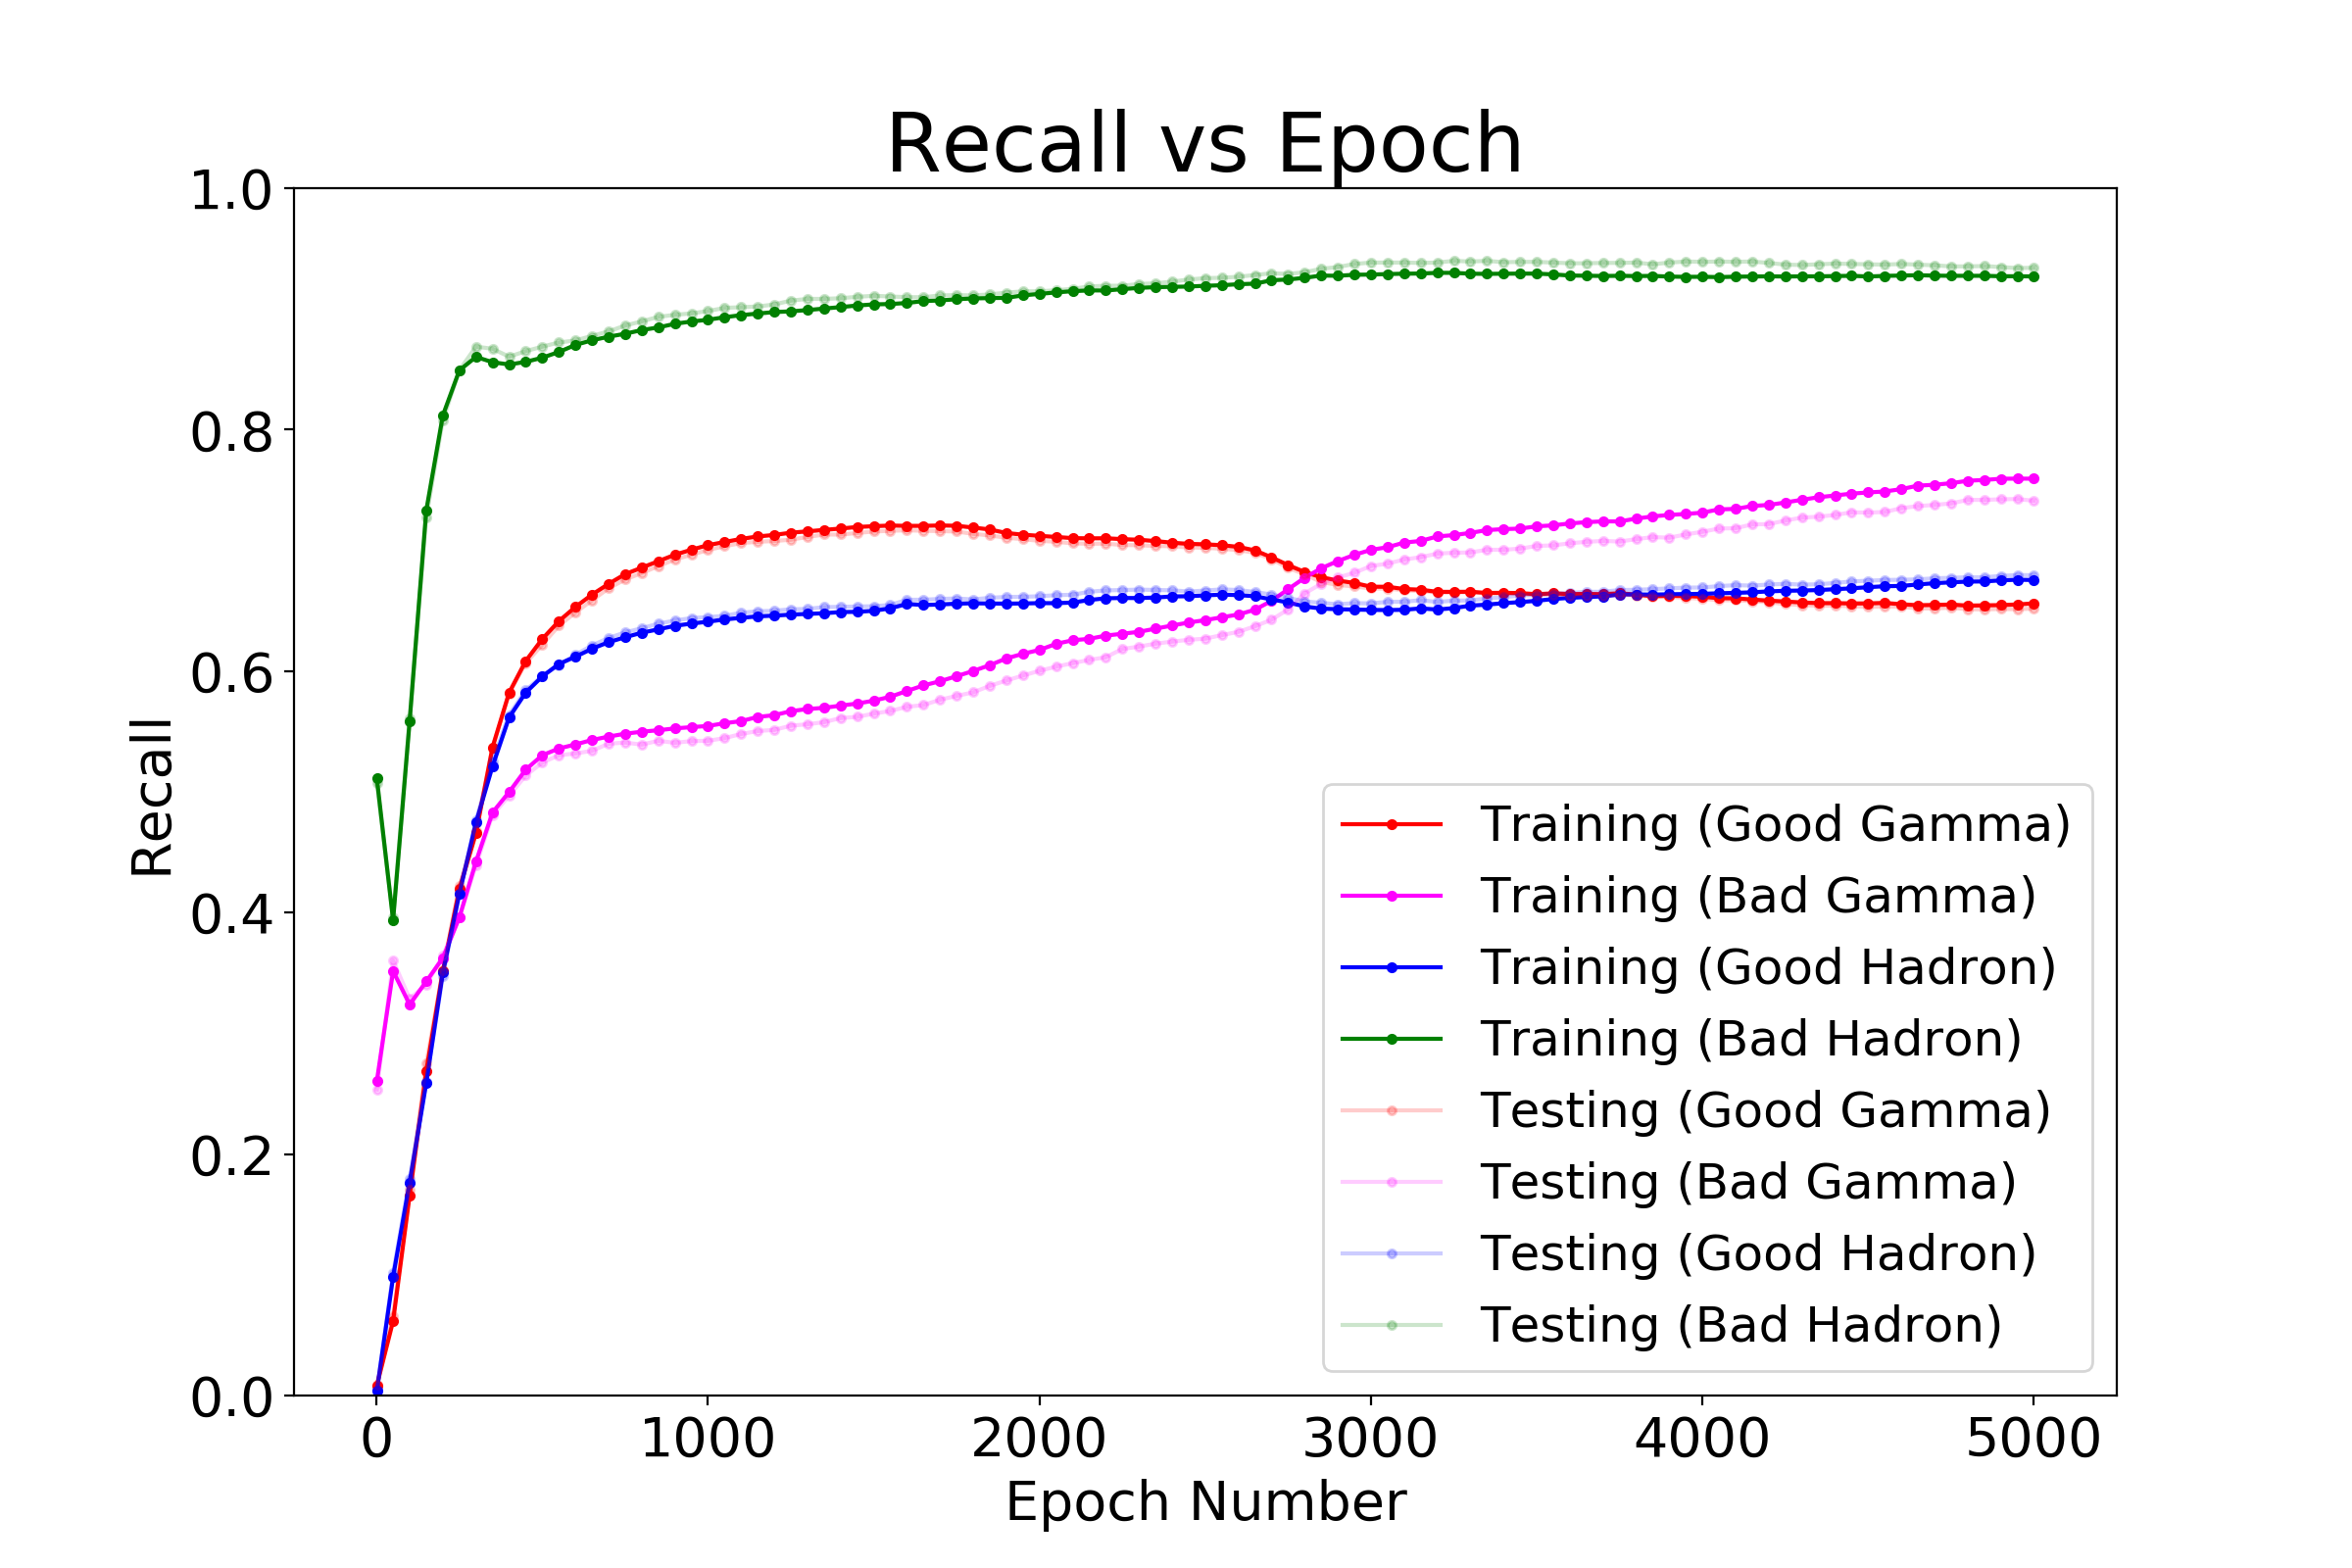 Recall vs Epoch
1.0
0.8
0.6
0.4
0.2
0.0
Recall
0 1000 2000 3000 4000 5000
Epoch Number
Training (Good Gamma)
Training (Bad Gamma)
Training (Good Hadron)
Training (Bad Hadron)
Testing (Good Gamma)
Testing (Bad Gamma)
Testing (Good Hadron)
Testing (Bad Hadron)